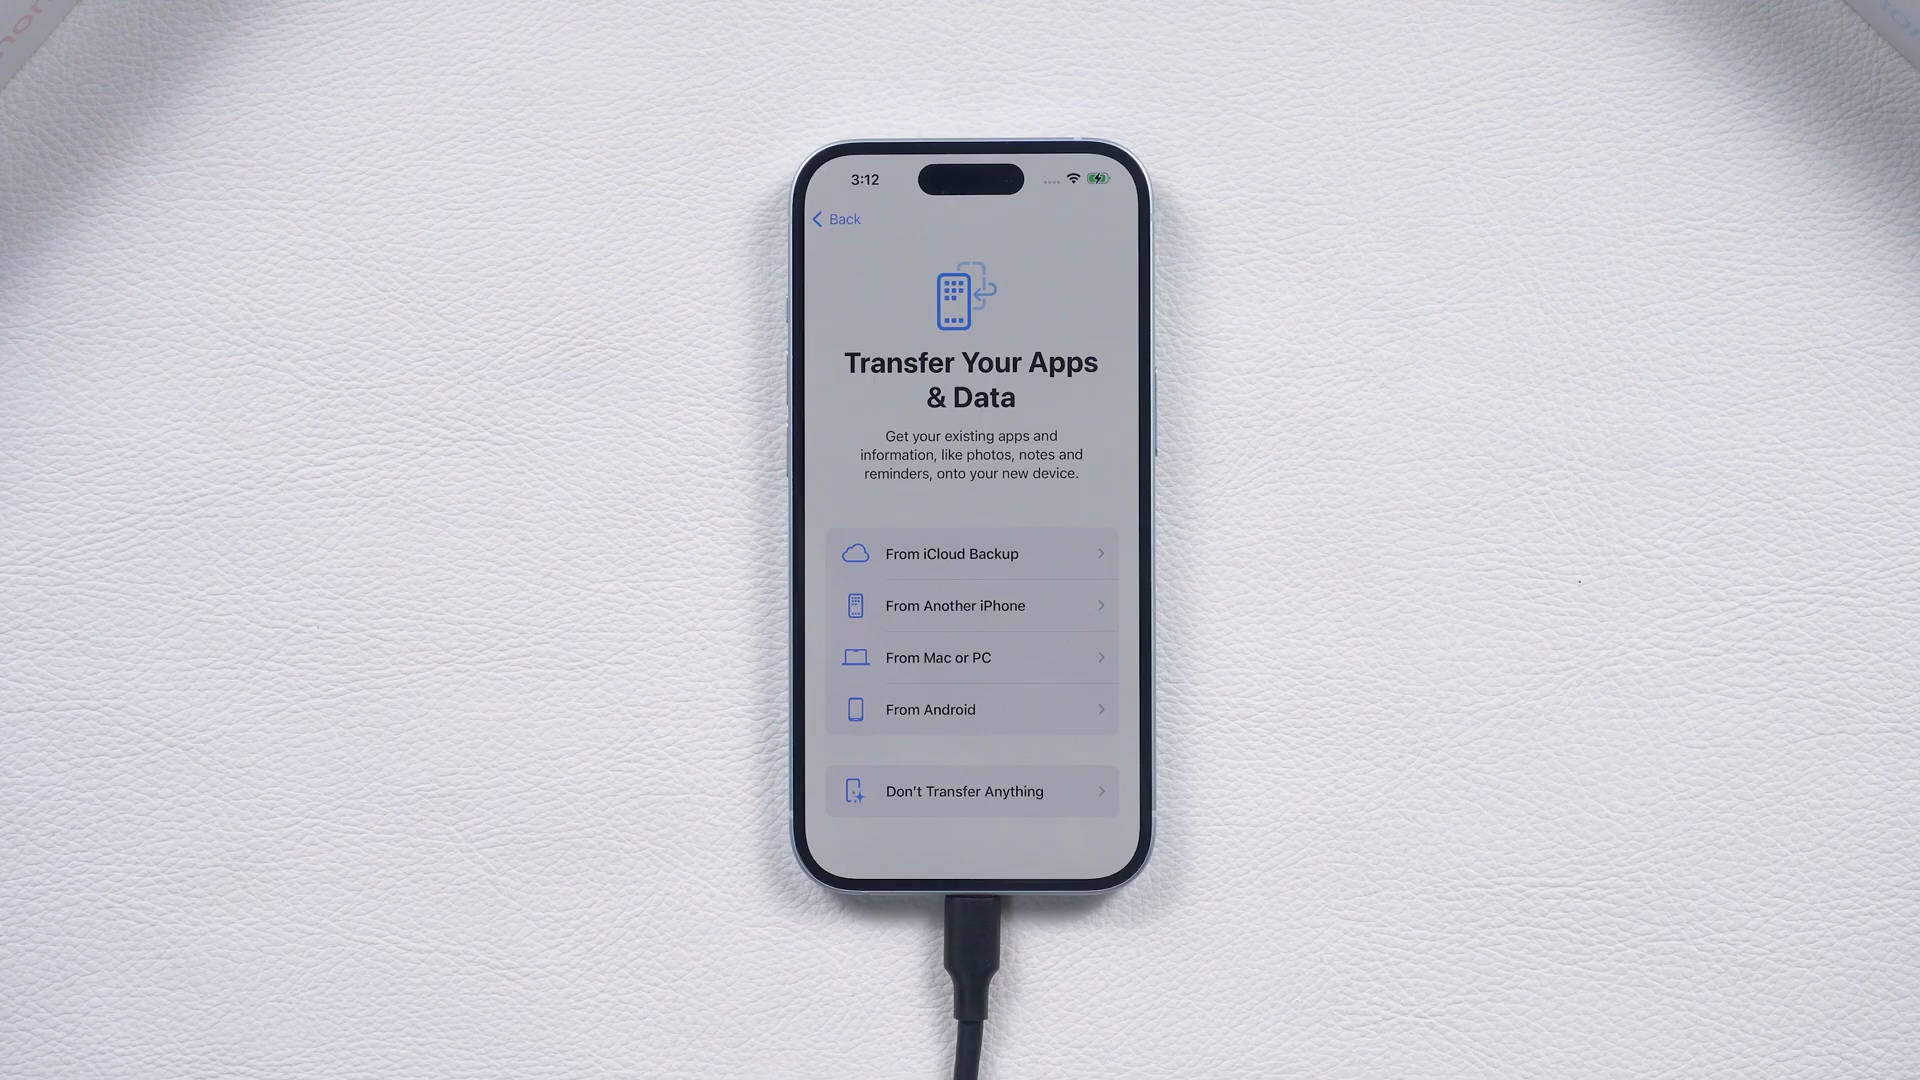 3:12
Back
Transfer Your Apps
& Data
Get your existing apps and
information, like photos, notes and
reminders, onto your new device.
From iCloud Backup
From Another iPhone
From Mac or PC
From Android
Don't Transfer Anything